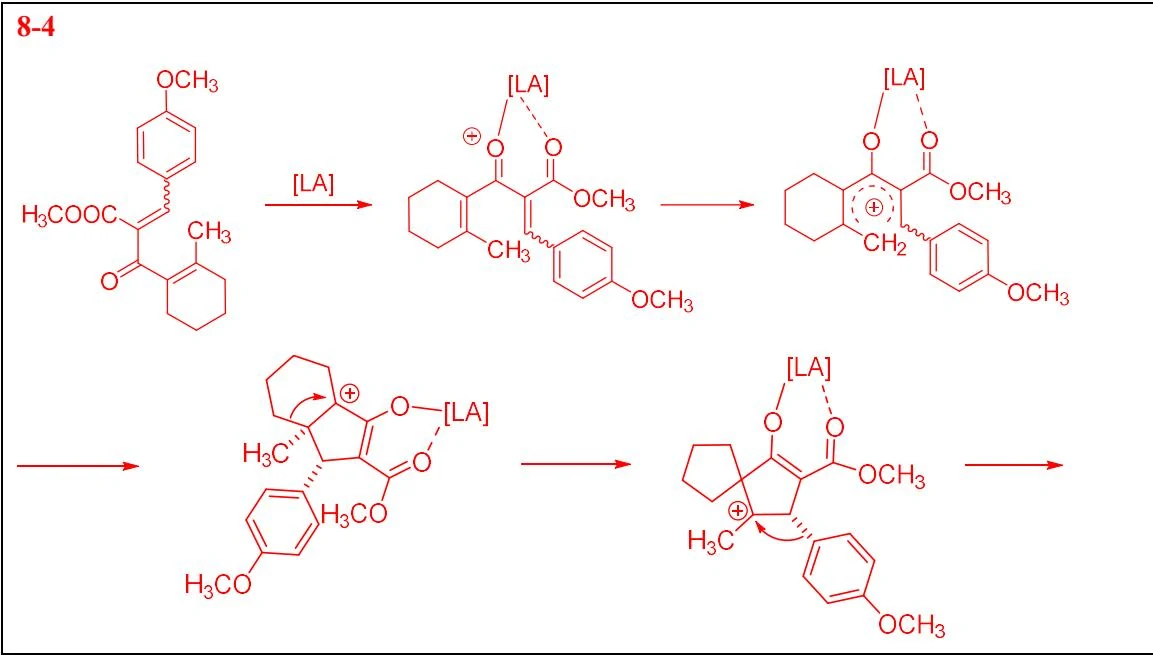 8-4
OCH₃
H₃COOC
CH₃
O
[LA]
[LA]
⊕
O
O
OCH₃
CH₃
OCH₃
[LA]
O
O
OCH₃
⊕
CH₂
OCH₃
⊕
O
[LA]
H₃C
O
H₃CO
H₃CO
[LA]
O
O
OCH₃
⊕
H₃C
OCH₃